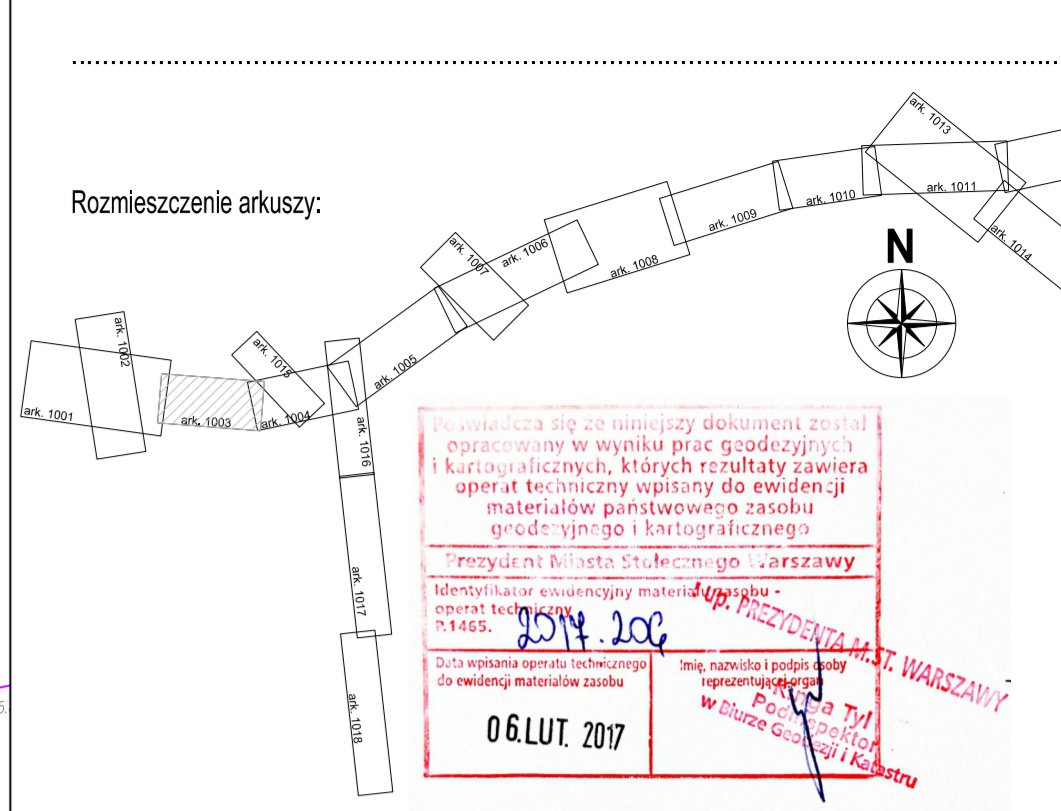 Rozmieszczenie arkuszy:
ark. 1013
ark. 1011
ark. 1010
ark. 1009
ark. 1014
ark. 1006
ark. 1007
ark. 1008
N
ark. 1002
ark. 1015
ark. 1005
ark. 1001
ark. 1003
ark. 1004
ark. 1016
ark. 1017
ark. 1018
5.
Poświadcza się że niniejszy dokument został
opracowany w wyniku prac geodezyjnych
i kartograficznych, których rezultaty zawiera
operat techniczny wpisany do ewidencji
materiałów państwowego zasobu
geodezyjnego i kartograficznego
Prezydent Miasta Stołecznego Warszawy
Identyfikator ewidencyjny materiału zasobu -
operat techniczny
P.1465. 2017.206
Data wpisania operatu technicznego
do ewidencji materiałów zasobu
06.LUT. 2017
Imię, nazwisko i podpis osoby
reprezentującej organ
up. PREZYDENTA M.ST. WARSZAWY
Kinga Tyl
Podinspektor
w Biurze Geodezji i Katastru